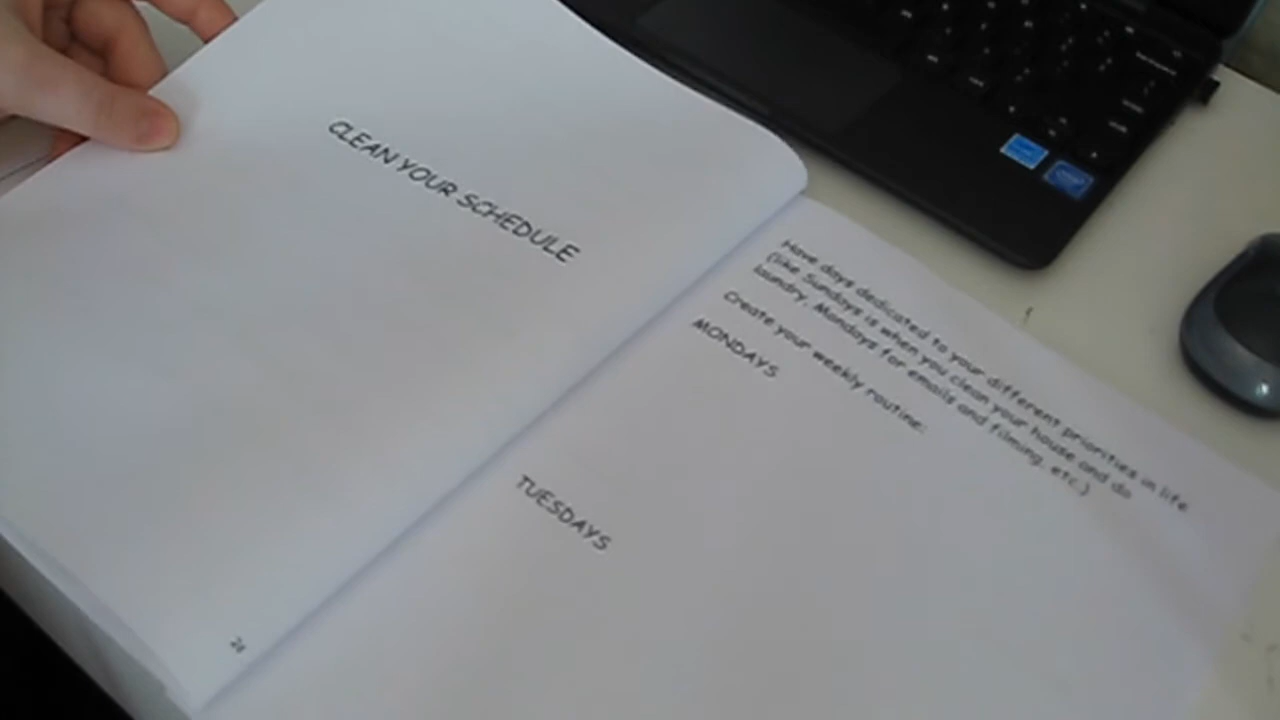 CLEAN YOUR SCHEDULE
Have days dedicated to your different priorities in life
(like Sundays is when you clean your house and do
laundry, Mondays for emails and filming, etc.)
Create your weekly routine:
MONDAYS
TUESDAYS